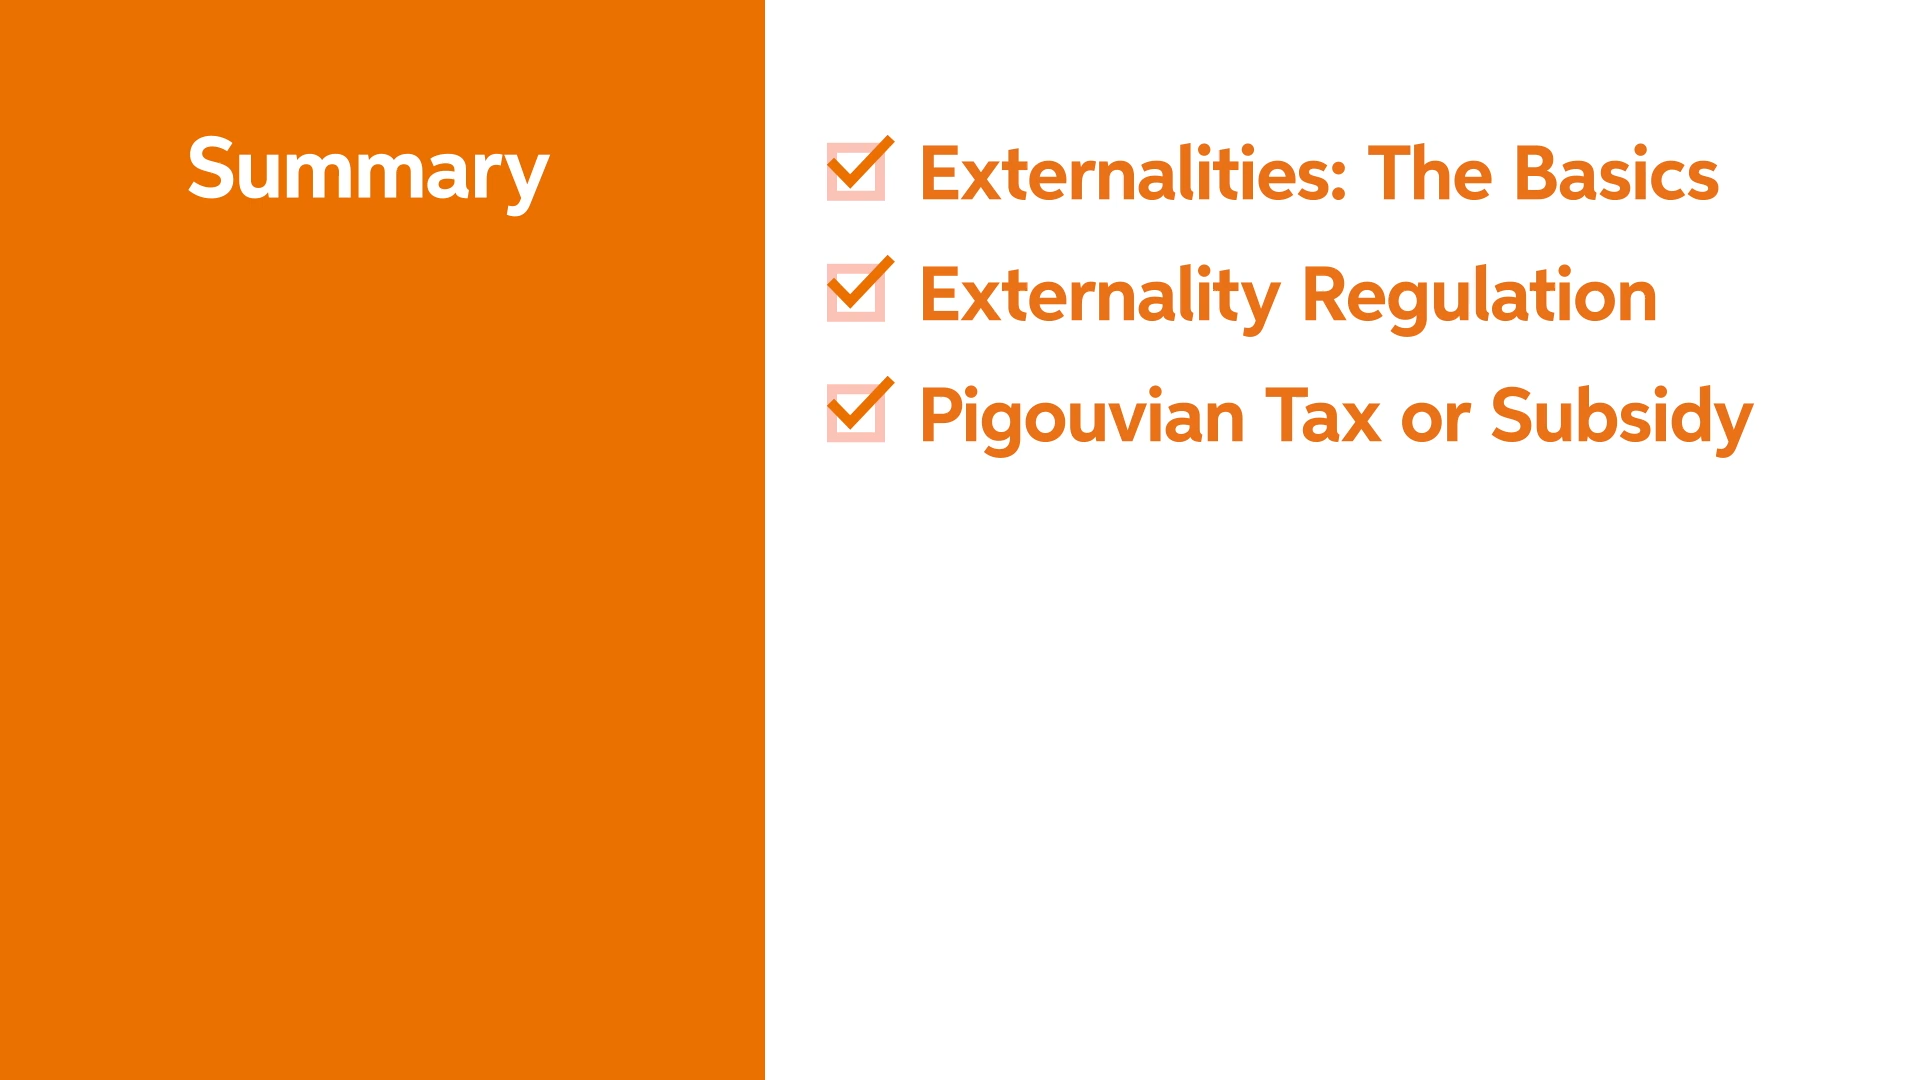 Summary
Externalities: The Basics
Externality Regulation
Pigouvian Tax or Subsidy